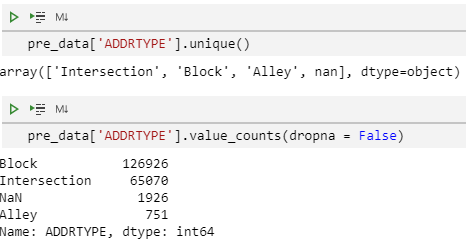 M↓
pre_data['ADDRTYPE'].unique()
array(['Intersection', 'Block', 'Alley', nan], dtype=object)
M↓
pre_data['ADDRTYPE'].value_counts(dropna = False)
Block 126926
Intersection 65070
NaN 1926
Alley 751
Name: ADDRTYPE, dtype: int64